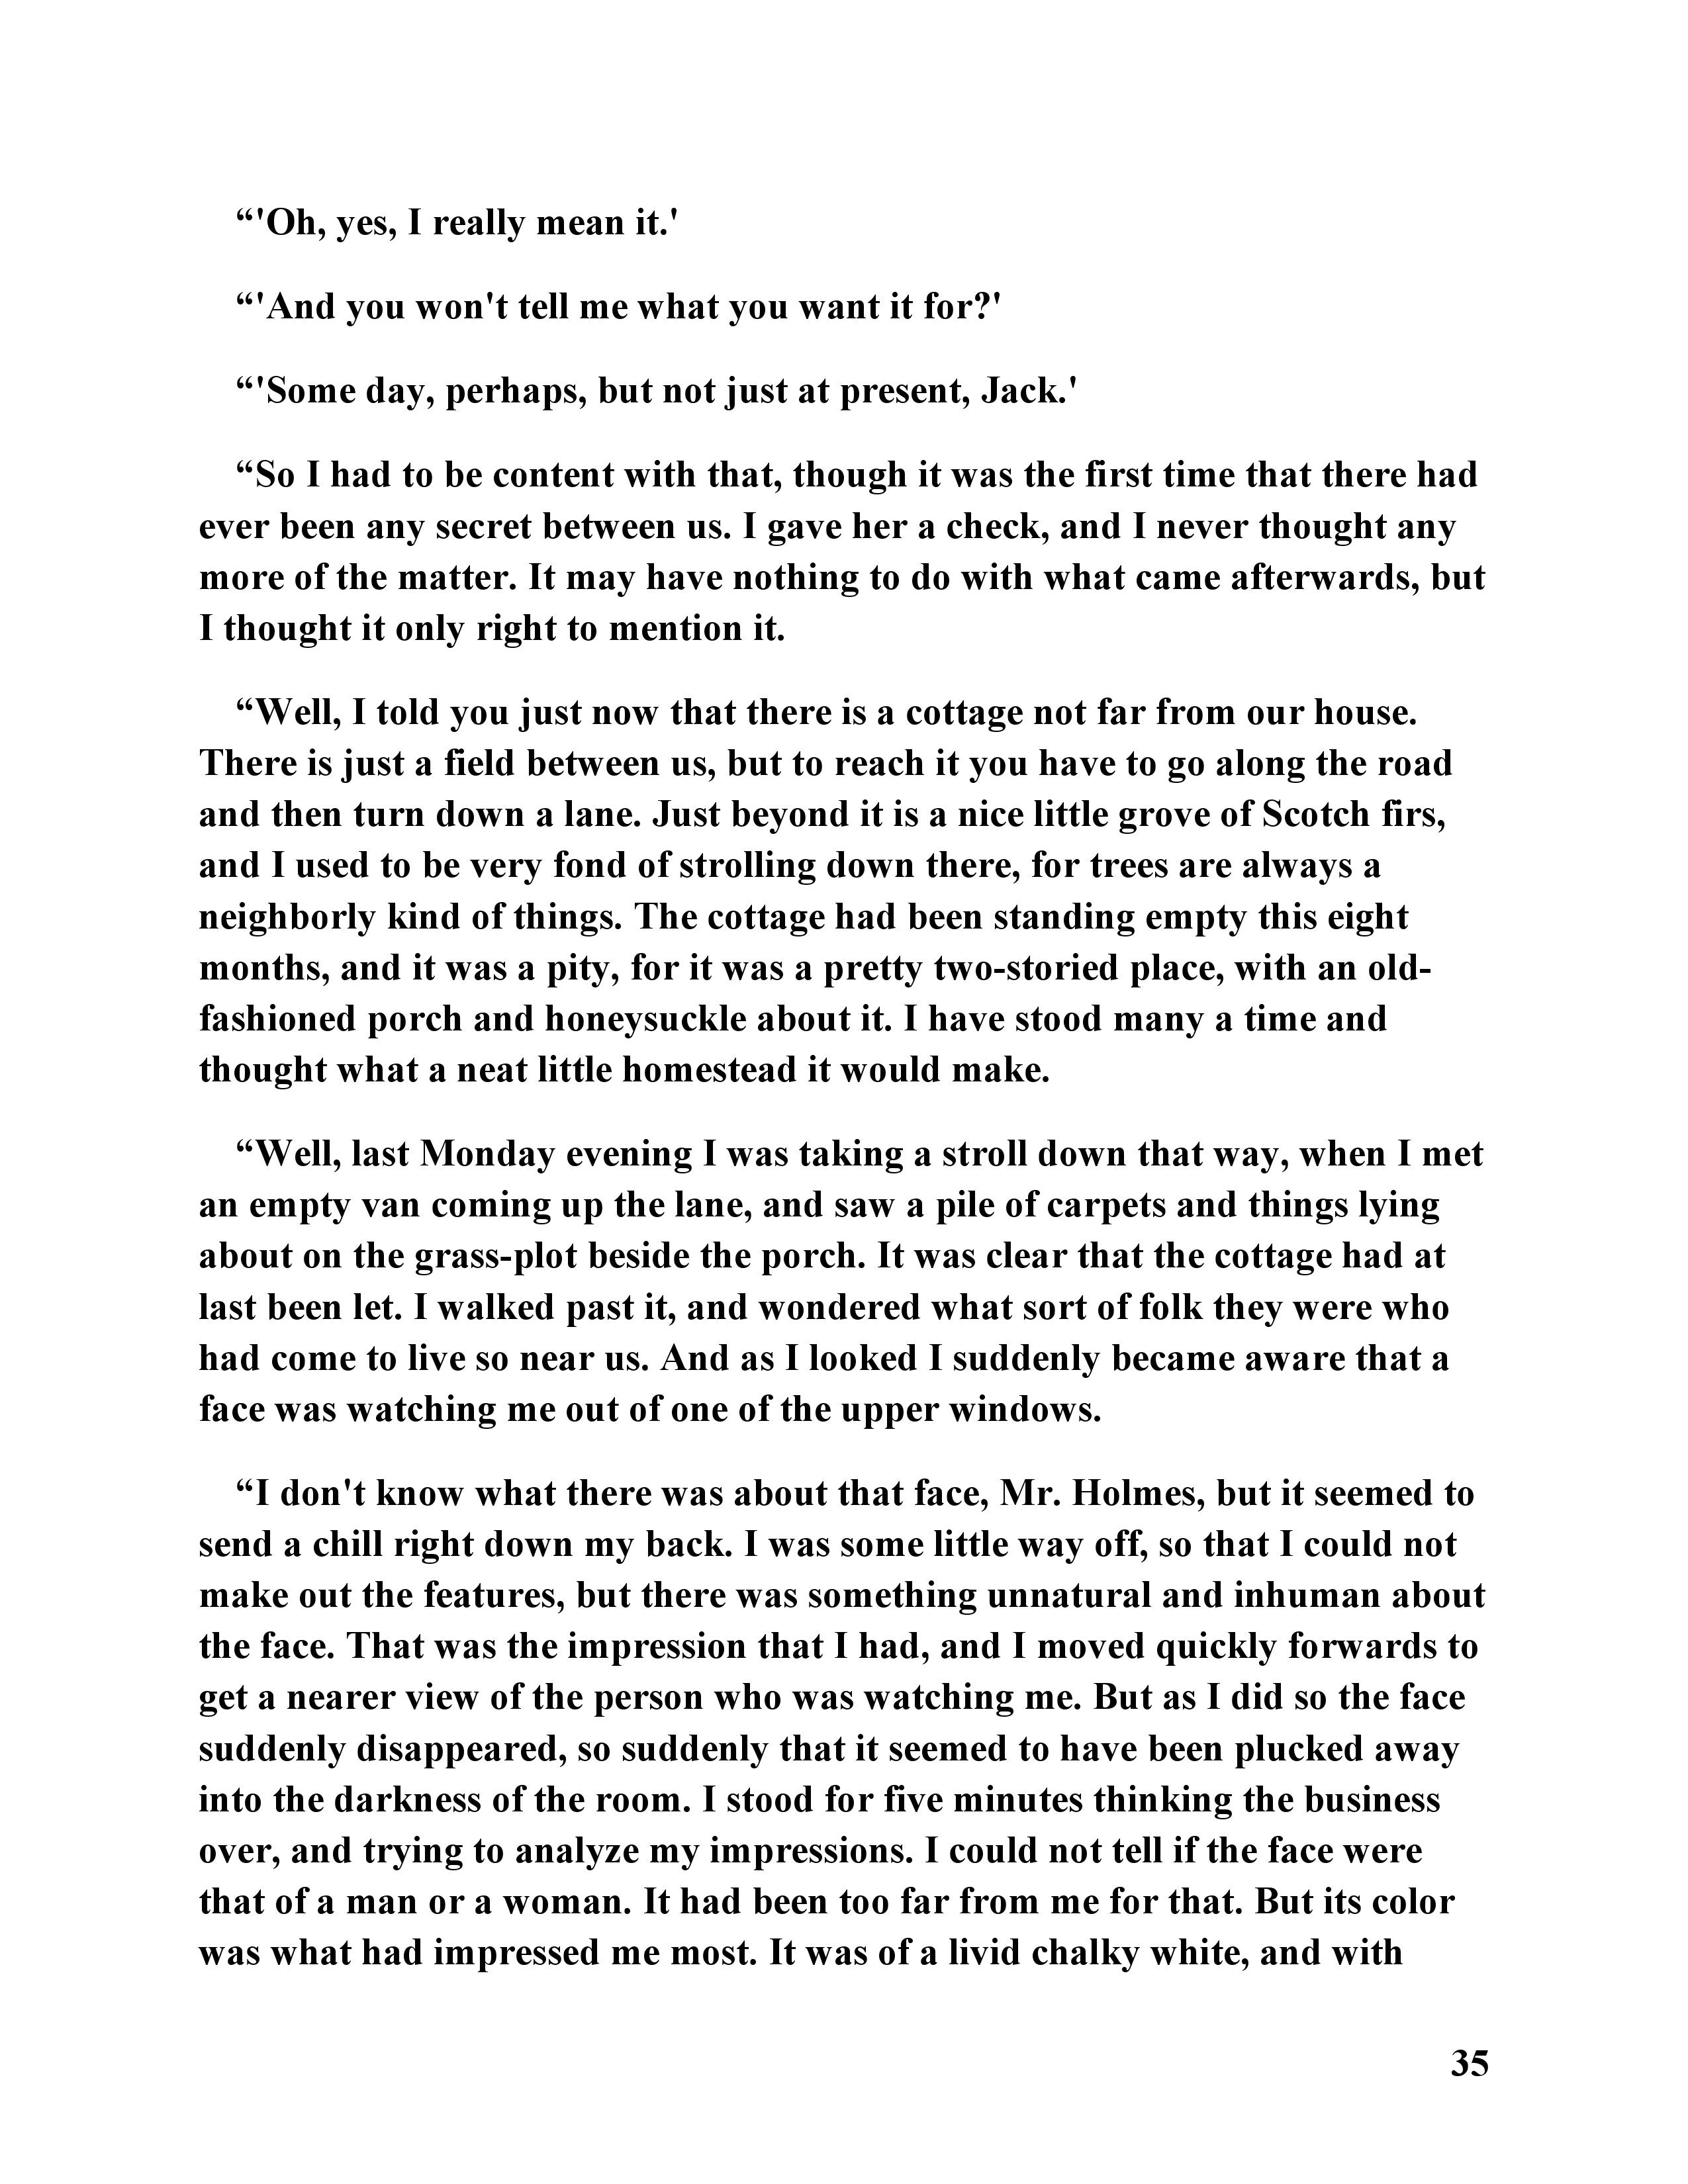 “'Oh, yes, I really mean it.'
“'And you won't tell me what you want it for?'
“'Some day, perhaps, but not just at present, Jack.'
“So I had to be content with that, though it was the first time that there had
ever been any secret between us. I gave her a check, and I never thought any
more of the matter. It may have nothing to do with what came afterwards, but
I thought it only right to mention it.
“Well, I told you just now that there is a cottage not far from our house.
There is just a field between us, but to reach it you have to go along the road
and then turn down a lane. Just beyond it is a nice little grove of Scotch firs,
and I used to be very fond of strolling down there, for trees are always a
neighborly kind of things. The cottage had been standing empty this eight
months, and it was a pity, for it was a pretty two-storied place, with an old-
fashioned porch and honeysuckle about it. I have stood many a time and
thought what a neat little homestead it would make.
“Well, last Monday evening I was taking a stroll down that way, when I met
an empty van coming up the lane, and saw a pile of carpets and things lying
about on the grass-plot beside the porch. It was clear that the cottage had at
last been let. I walked past it, and wondered what sort of folk they were who
had come to live so near us. And as I looked I suddenly became aware that a
face was watching me out of one of the upper windows.
“I don't know what there was about that face, Mr. Holmes, but it seemed to
send a chill right down my back. I was some little way off, so that I could not
make out the features, but there was something unnatural and inhuman about
the face. That was the impression that I had, and I moved quickly forwards to
get a nearer view of the person who was watching me. But as I did so the face
suddenly disappeared, so suddenly that it seemed to have been plucked away
into the darkness of the room. I stood for five minutes thinking the business
over, and trying to analyze my impressions. I could not tell if the face were
that of a man or a woman. It had been too far from me for that. But its color
was what had impressed me most. It was of a livid chalky white, and with
35